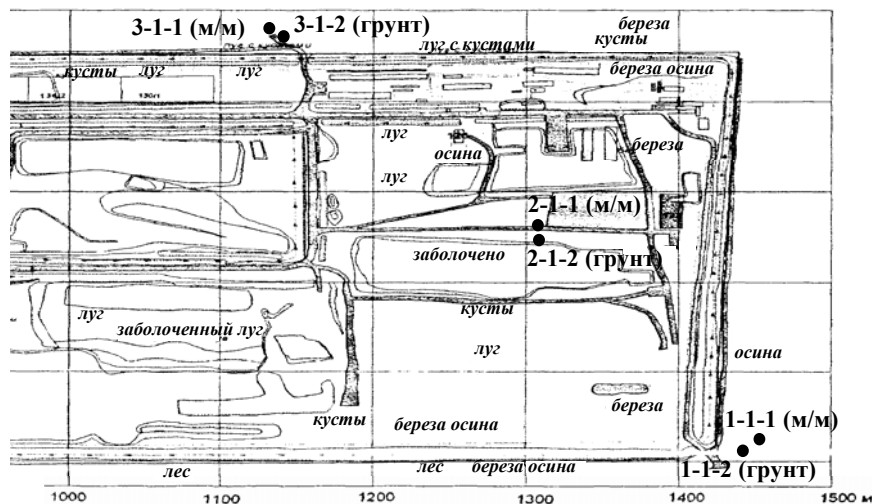 береза
3-1-1 (м/м) 3-1-2 (грунт)
кусты
луг с кустами
кусты луг луг
береза осина
луг
береза
осина
луг
2-1-1 (м/м)
заболочено
2-1-2 (грунт)
кусты
луг
заболоченный луг
луг
осина
береза
1-1-1 (м/м)
кусты
береза осина
лес
лес береза осина
1-1-2 (грунт)
1000 1100 1200 1300 1400 1500 м